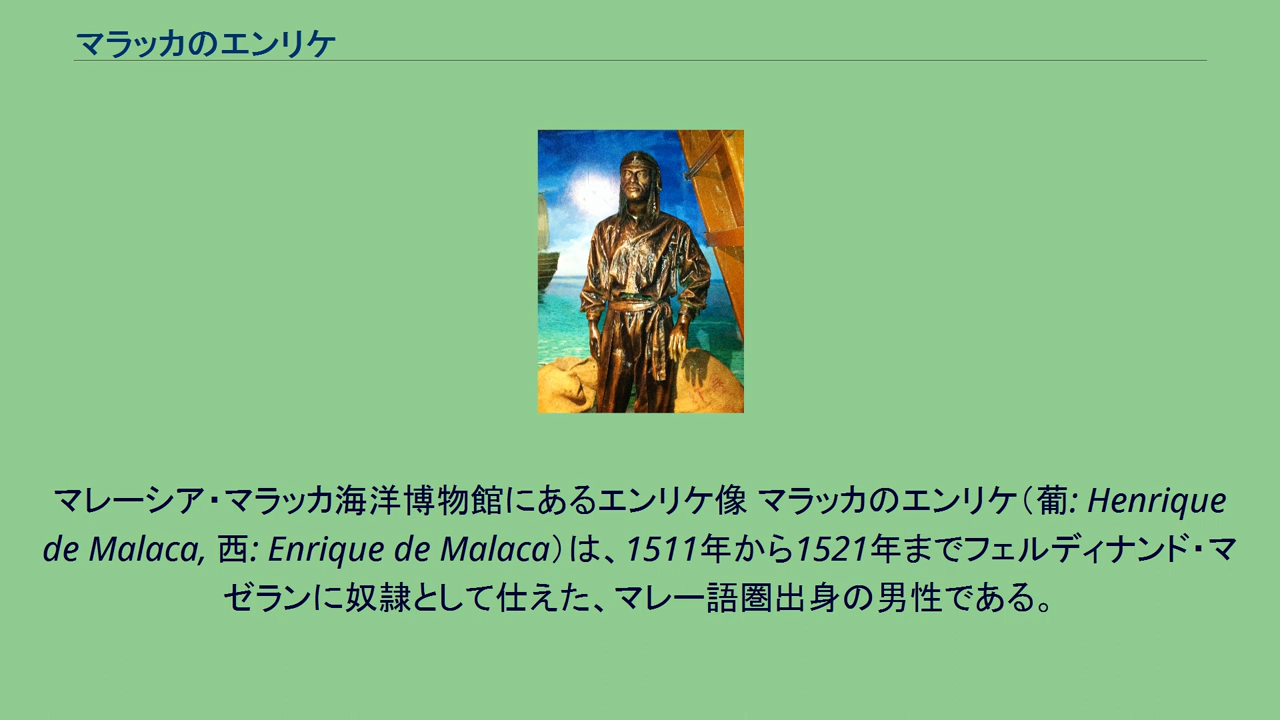 マラッカのエンリケ
マレーシア・マラッカ海洋博物館にあるエンリケ像 マラッカのエンリケ（葡: Henrique
de Malaca, 西: Enrique de Malaca）は、1511年から1521年までフェルディナンド・マ
ゼランに奴隷として仕えた、マレー語圏出身の男性である。